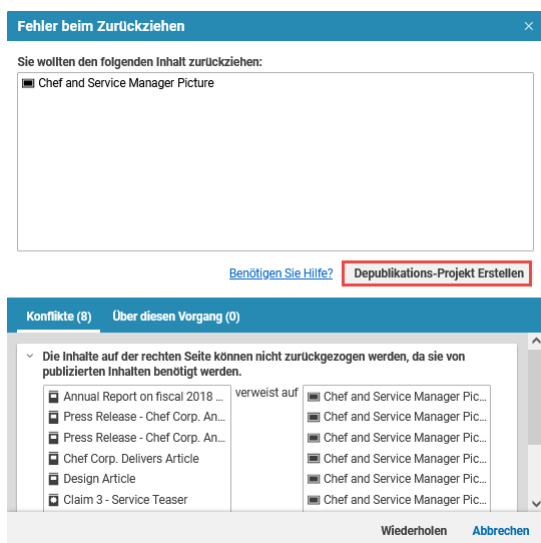 Fehler beim Zurückziehen
Sie wollten den folgenden Inhalt zurückziehen:
Chef and Service Manager Picture
Benötigen Sie Hilfe? Depublikations-Projekt Erstellen
Konflikte (8) Über diesen Vorgang (0)
Die Inhalte auf der rechten Seite können nicht zurückgezogen werden, da sie von
publizierten Inhalten benötigt werden.
Annual Report on fiscal 2018 ... verweist auf Chef and Service Manager Pic...
Press Release - Chef Corp. An... Chef and Service Manager Pic...
Press Release - Chef Corp. An... Chef and Service Manager Pic...
Chef Corp. Delivers Article Chef and Service Manager Pic...
Design Article Chef and Service Manager Pic...
Claim 3 - Service Teaser Chef and Service Manager Pic...
Wiederholen Abbrechen